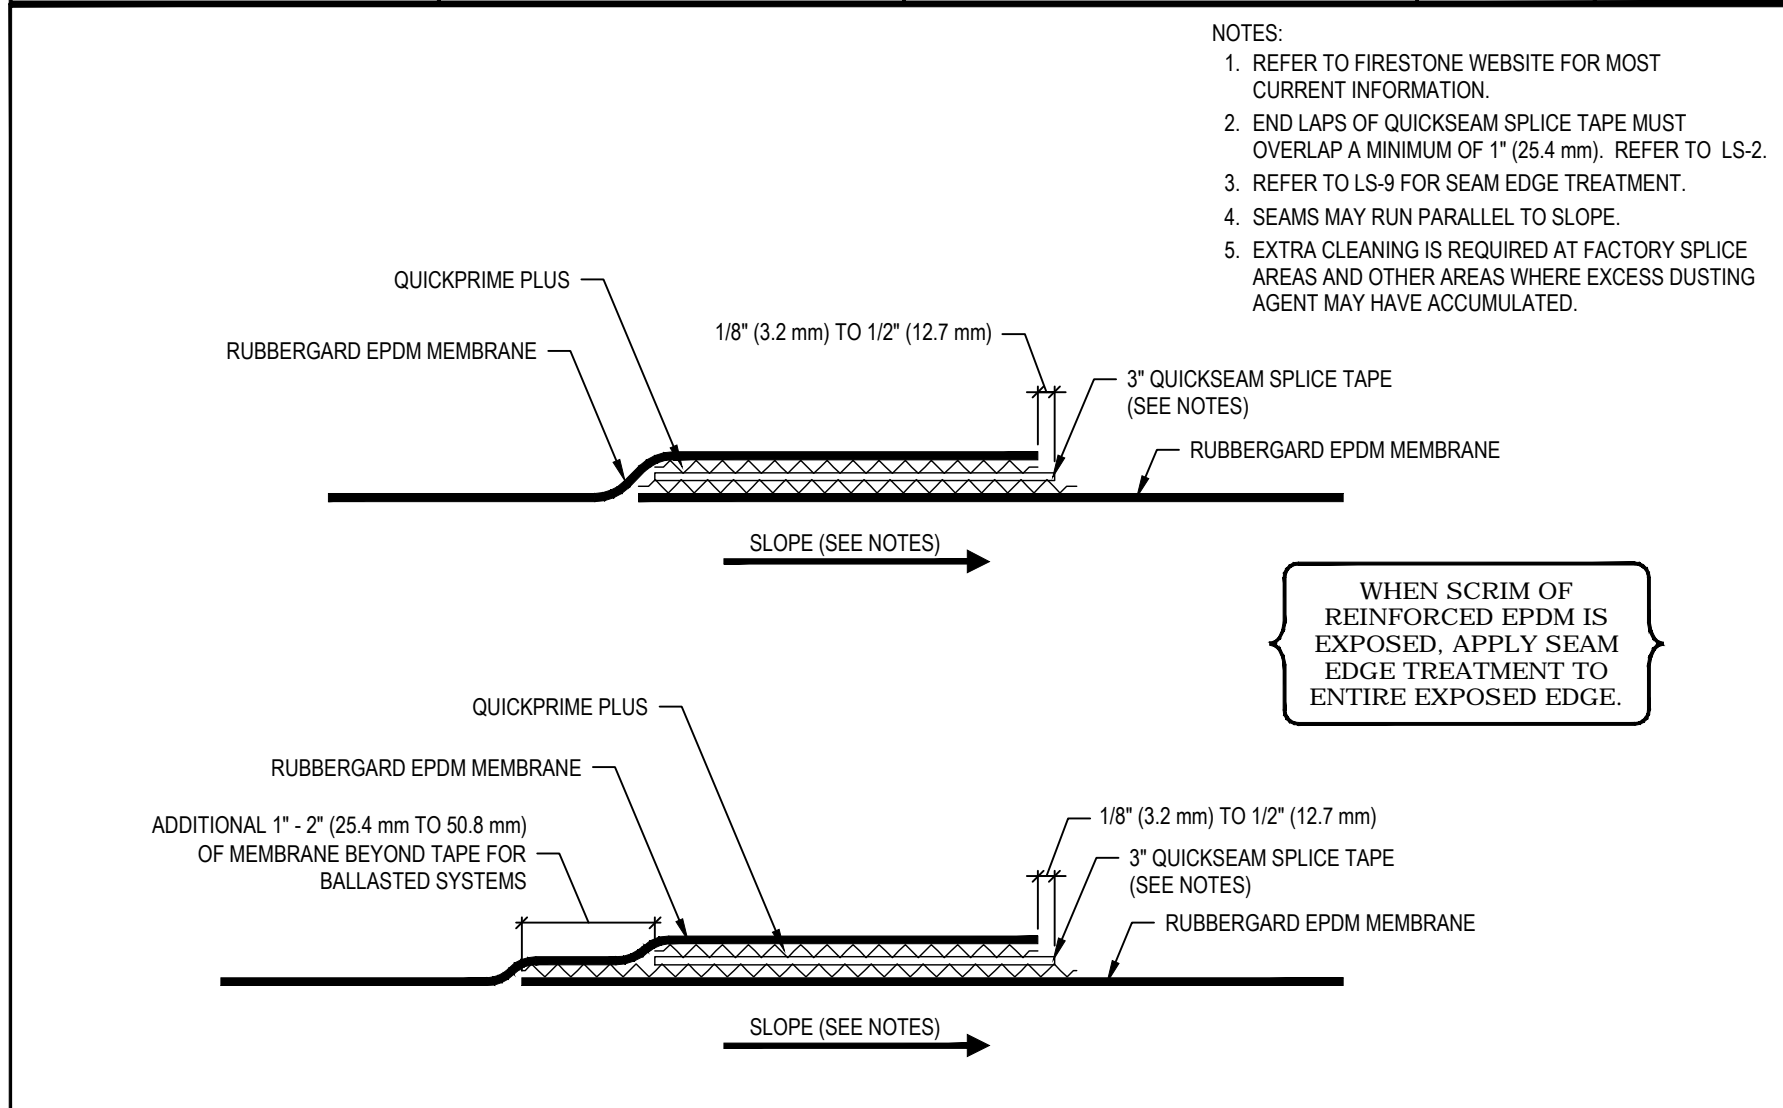 NOTES:
1. REFER TO FIRESTONE WEBSITE FOR MOST
CURRENT INFORMATION.
2. END LAPS OF QUICKSEAM SPLICE TAPE MUST
OVERLAP A MINIMUM OF 1" (25.4 mm).  REFER TO  LS-2.
3. REFER TO LS-9 FOR SEAM EDGE TREATMENT.
4. SEAMS MAY RUN PARALLEL TO SLOPE.
5. EXTRA CLEANING IS REQUIRED AT FACTORY SPLICE
AREAS AND OTHER AREAS WHERE EXCESS DUSTING
AGENT MAY HAVE ACCUMULATED.
QUICKPRIME PLUS
1/8" (3.2 mm) TO 1/2" (12.7 mm)
RUBBERGARD EPDM MEMBRANE
3" QUICKSEAM SPLICE TAPE
(SEE NOTES)
RUBBERGARD EPDM MEMBRANE
SLOPE (SEE NOTES)
WHEN SCRIM OF
REINFORCED EPDM IS
EXPOSED, APPLY SEAM
EDGE TREATMENT TO
ENTIRE EXPOSED EDGE.
QUICKPRIME PLUS
RUBBERGARD EPDM MEMBRANE
ADDITIONAL 1" - 2" (25.4 mm TO 50.8 mm)
OF MEMBRANE BEYOND TAPE FOR
BALLASTED SYSTEMS
1/8" (3.2 mm) TO 1/2" (12.7 mm)
3" QUICKSEAM SPLICE TAPE
(SEE NOTES)
RUBBERGARD EPDM MEMBRANE
SLOPE (SEE NOTES)